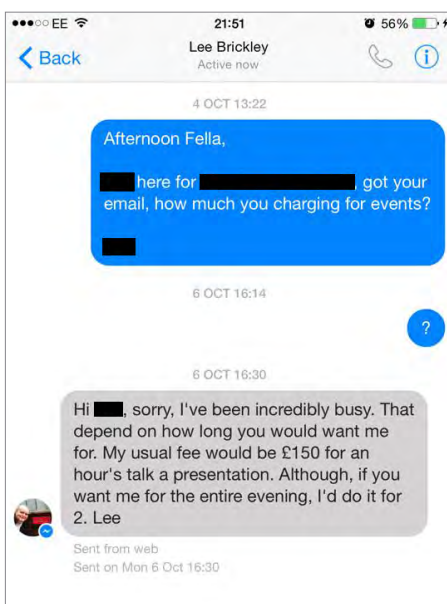 EE 21:51 56%
Back Lee Brickley
Active now
4 OCT 13:22
Afternoon Fella,
here for , got your
email, how much you charging for events?
6 OCT 16:14
?
6 OCT 16:30
Hi , sorry, I've been incredibly busy. That
depend on how long you would want me
for. My usual fee would be £150 for an
hour's talk a presentation. Although, if you
want me for the entire evening, I'd do it for
2. Lee
Sent from web
Sent on Mon 6 Oct 16:30